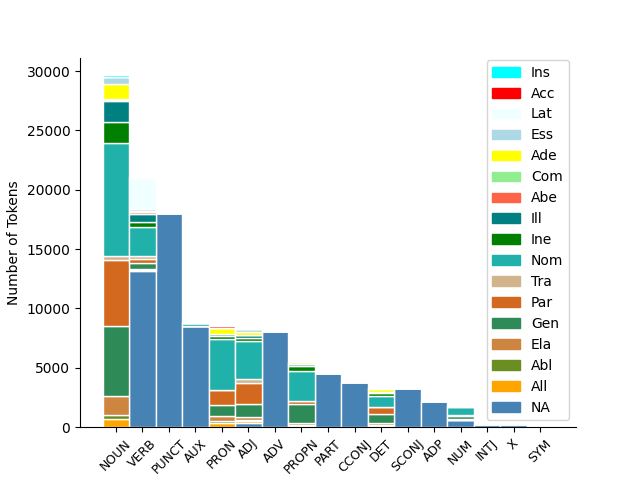 Number of Tokens
30000
25000
20000
15000
10000
5000
0
NOUN
VERB
PUNCT
AUX
PRON
ADJ
ADV
PROPN
PART
CCONJ
DET
SCONJ
ADP
NUM
INTJ
X
SYM
Ins
Acc
Lat
Ess
Ade
Com
Abe
Ill
Ine
Nom
Tra
Par
Gen
Ela
Abl
All
NA